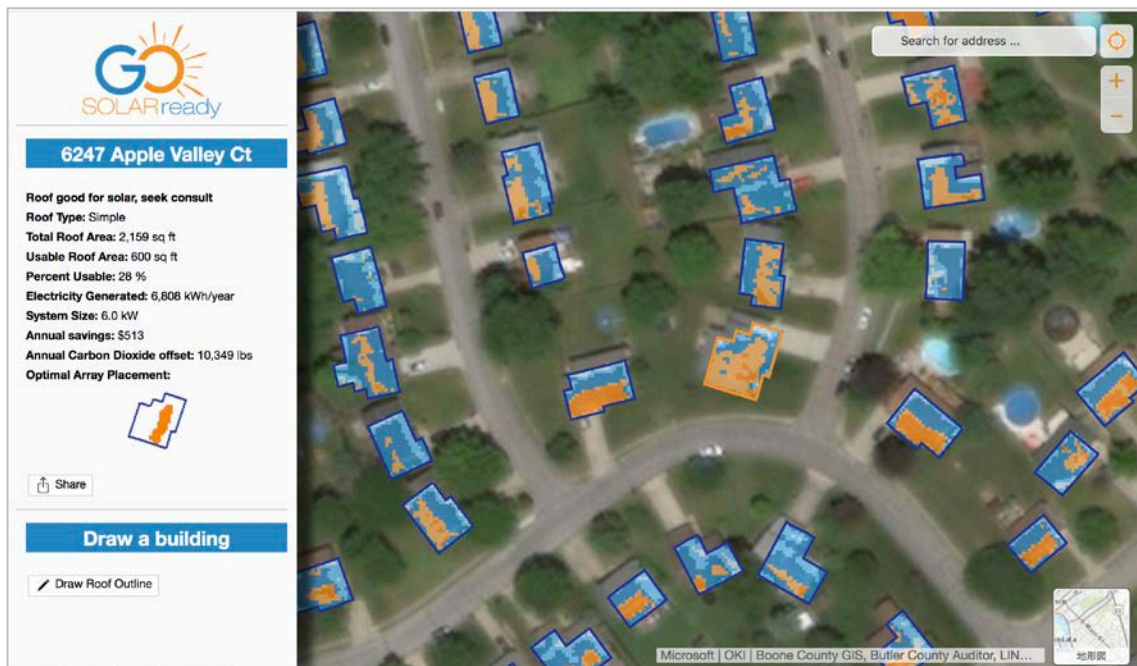 GO
SOLARready
6247 Apple Valley Ct
Roof good for solar, seek consult
Roof Type: Simple
Total Roof Area: 2,159 sq ft
Usable Roof Area: 600 sq ft
Percent Usable: 28 %
Electricity Generated: 6,808 kWh/year
System Size: 6.0 kW
Annual savings: $513
Annual Carbon Dioxide offset: 10,349 lbs
Optimal Array Placement:
Share
Draw a building
Draw Roof Outline
Search for address ...
+
−
Microsoft | OKI | Boone County GIS, Butler County Auditor, LIN...
地形図